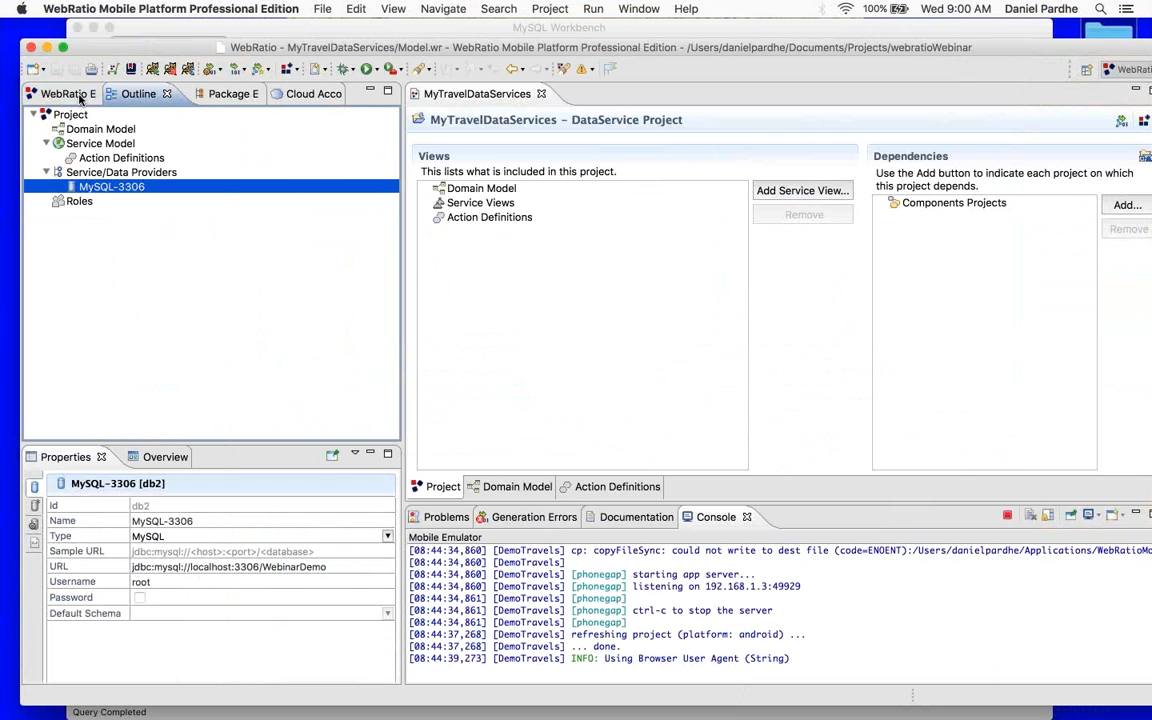 WebRatio Mobile Platform Professional Edition File Edit View Navigate Search Project Run Window Help 100% Wed 9:00 AM Daniel Pardhe
MySQL Workbench
WebRatio - MyTravelDataServices/Model.wr - WebRatio Mobile Platform Professional Edition - /Users/danielpardhe/Documents/Projects/webratioWebinar
WebRati
WebRatio E Outline Package E Cloud Acco
MyTravelDataServices
Project
Domain Model
Service Model
Action Definitions
Service/Data Providers
MySQL-3306
Roles
MyTravelDataServices - DataService Project
Views
This lists what is included in this project.
Domain Model
Service Views
Action Definitions
Add Service View...
Remove
Dependencies
Use the Add button to indicate each project on which
this project depends.
Components Projects
Add...
Remove
Project Domain Model Action Definitions
Properties Overview
MySQL-3306 [db2]
Id db2
Name MySQL-3306
Type MySQL
Sample URL jdbc:mysql://<host>:<port>/<database>
URL jdbc:mysql://localhost:3306/WebinarDemo
Username root
Password
Default Schema
Problems Generation Errors Documentation Console
Mobile Emulator
[08:44:34,860] [DemoTravels] cp: copyFileSync: could not write to dest file (code=ENOENT):/Users/danielpardhe/Applications/WebRatioMo
[08:44:34,860] [DemoTravels]
[08:44:34,860] [DemoTravels] [phonegap] starting app server...
[08:44:34,860] [DemoTravels] [phonegap] listening on 192.168.1.3:49929
[08:44:34,861] [DemoTravels] [phonegap]
[08:44:34,861] [DemoTravels] [phonegap] ctrl-c to stop the server
[08:44:34,861] [DemoTravels] [phonegap]
[08:44:37,268] [DemoTravels] refreshing project (platform: android) ...
[08:44:37,268] [DemoTravels] ... done.
[08:44:39,273] [DemoTravels] INFO: Using Browser User Agent (String)
Query Completed